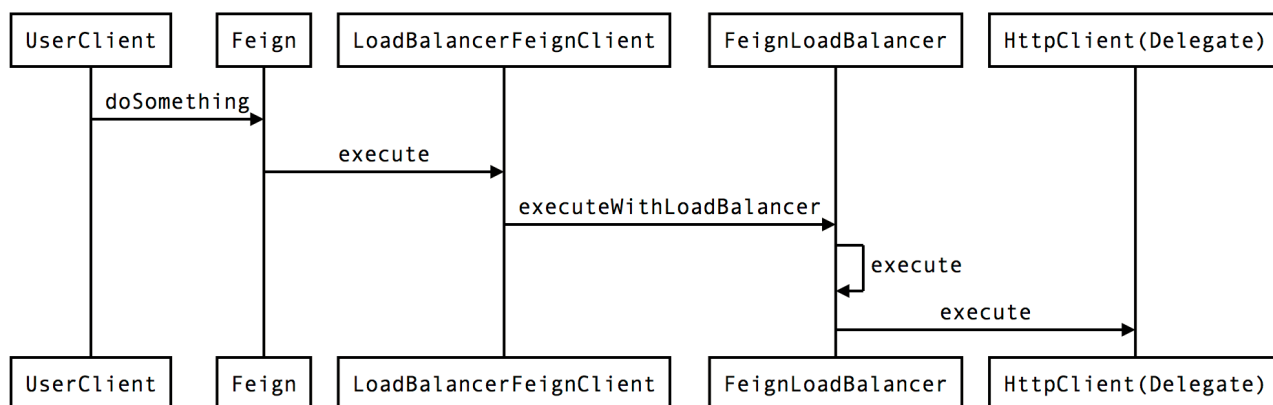 UserClient Feign LoadBalancerFeignClient FeignLoadBalancer HttpClient(Delegate)
doSomething
execute
executeWithLoadBalancer
execute
execute
UserClient Feign LoadBalancerFeignClient FeignLoadBalancer HttpClient(Delegate)